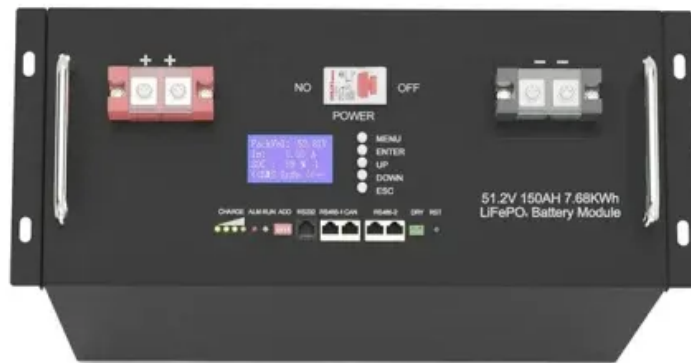 + +
- -
NO
OFF
POWER
MENU
ENTER
UP
DOWN
ESC
51.2V 150AH 7.68KWh
LiFePO₄ Battery Module
CHARGE ALM RUN ADD RS232 RS485-1 CAN RS485-2 DRY RST